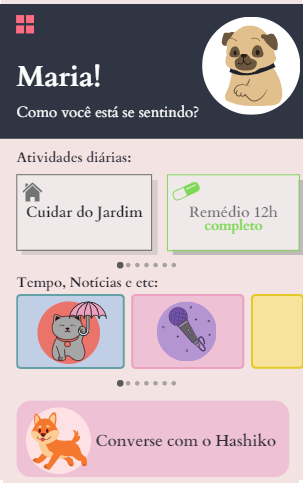 Maria!
Como você está se sentindo?
Atividades diárias:
Cuidar do Jardim
Remédio 12h
completo
Tempo, Notícias e etc:
Converse com o Hashiko